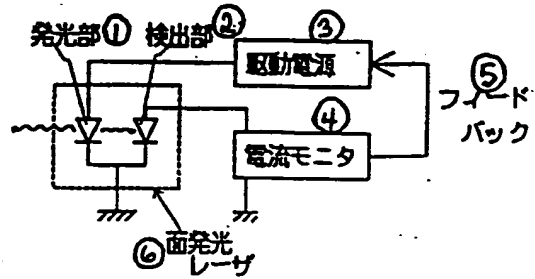 発光部① 検出部②
③
駆動電源
④
電流モニタ
⑤
フィード
バック
⑥ 面発光
レーザ